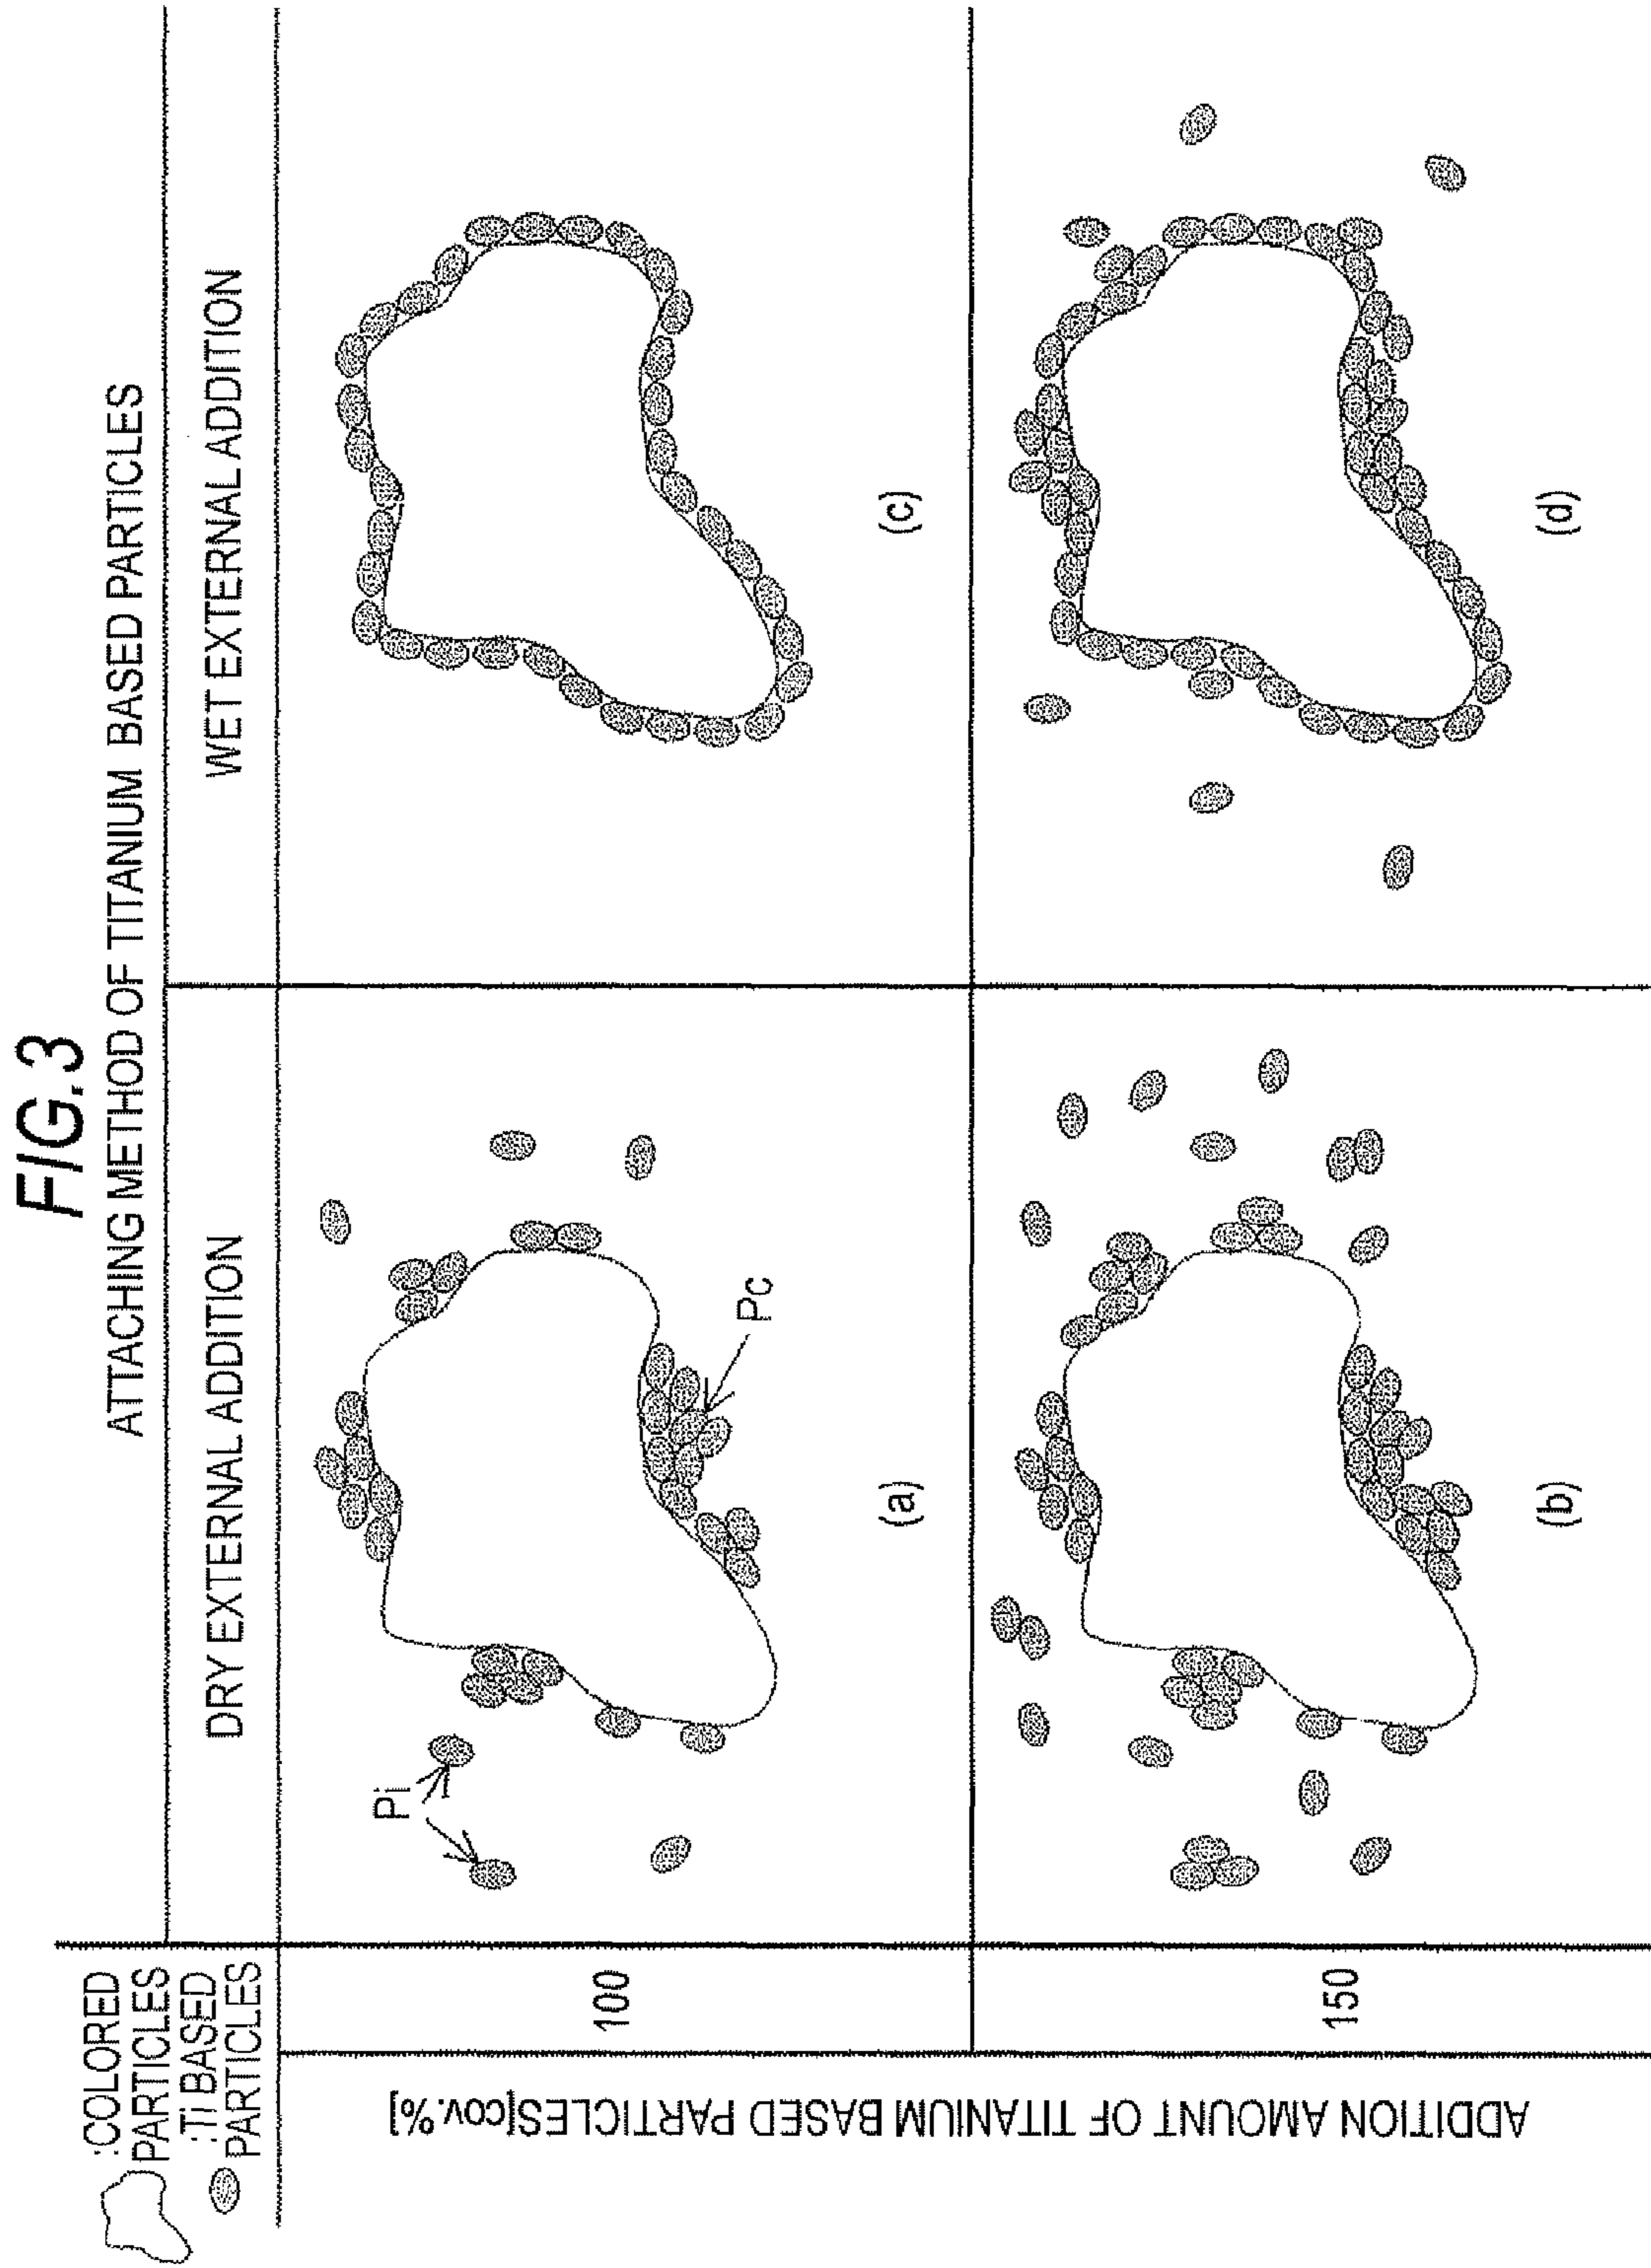 FIG.3
ATTACHING METHOD OF TITANIUM BASED PARTICLES
:COLORED
PARTICLES
:Ti BASED
PARTICLES
DRY EXTERNAL ADDITION
WET EXTERNAL ADDITION
ADDITION AMOUNT OF TITANIUM BASED PARTICLES[cov.%]
100
Pi
Pc
(a)
(c)
150
(b)
(d)